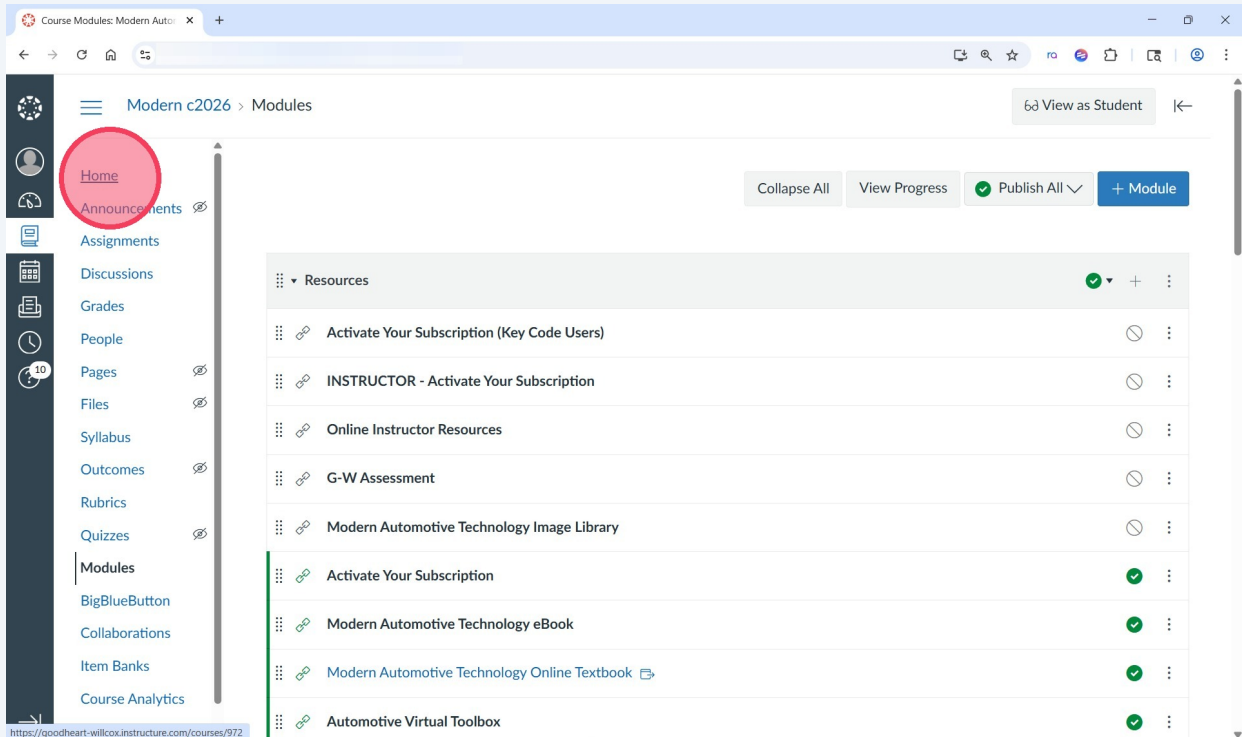 Course Modules: Modern Autor
ra
Modern c2026 > Modules
View as Student
Home
Collapse All
View Progress
Publish All
+ Module
Announcements
Assignments
Discussions
Resources
Grades
Activate Your Subscription (Key Code Users)
People
10
Pages
INSTRUCTOR - Activate Your Subscription
Files
Syllabus
Online Instructor Resources
Outcomes
G-W Assessment
Rubrics
Quizzes
Modern Automotive Technology Image Library
Modules
Activate Your Subscription
BigBlueButton
Modern Automotive Technology eBook
Collaborations
Item Banks
Modern Automotive Technology Online Textbook
Course Analytics
Automotive Virtual Toolbox
https://goodheart-willcox.instructure.com/courses/972